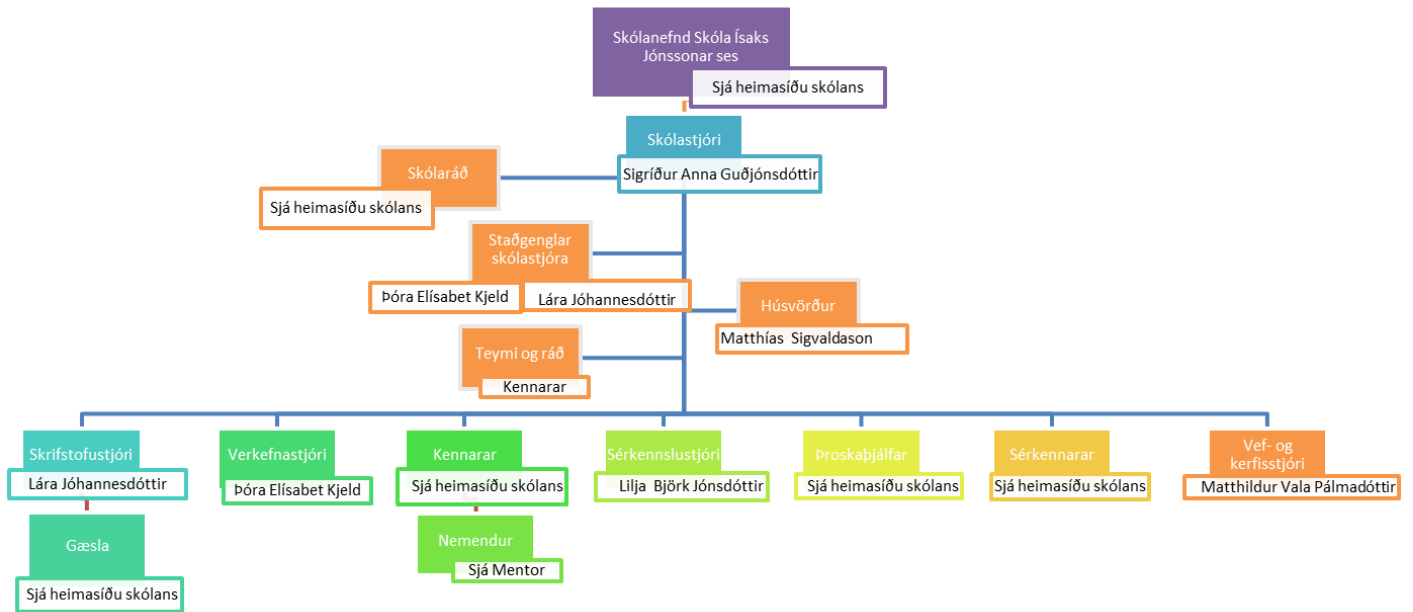 Skólanefnd Skóla Ísaks
Jónssonar ses
Sjá heimasíðu skólans
Skólastjóri
Sigríður Anna Guðjónsdóttir
Skólaráð
Sjá heimasíðu skólans
Staðgenglar
skólastjóra
Þóra Elísabet Kjeld
Lára Jóhannesdóttir
Húsvörður
Matthías Sigvaldason
Teymi og ráð
Kennarar
Skrifstofustjóri
Lára Jóhannesdóttir
Gæsla
Sjá heimasíðu skólans
Verkefnastjóri
Þóra Elísabet Kjeld
Kennarar
Sjá heimasíðu skólans
Nemendur
Sjá Mentor
Sérkennslustjóri
Lilja Björk Jónsdóttir
Þroskaþjálfar
Sjá heimasíðu skólans
Sérkennarar
Sjá heimasíðu skólans
Vef- og
kerfisstjóri
Matthildur Vala Pálmadóttir